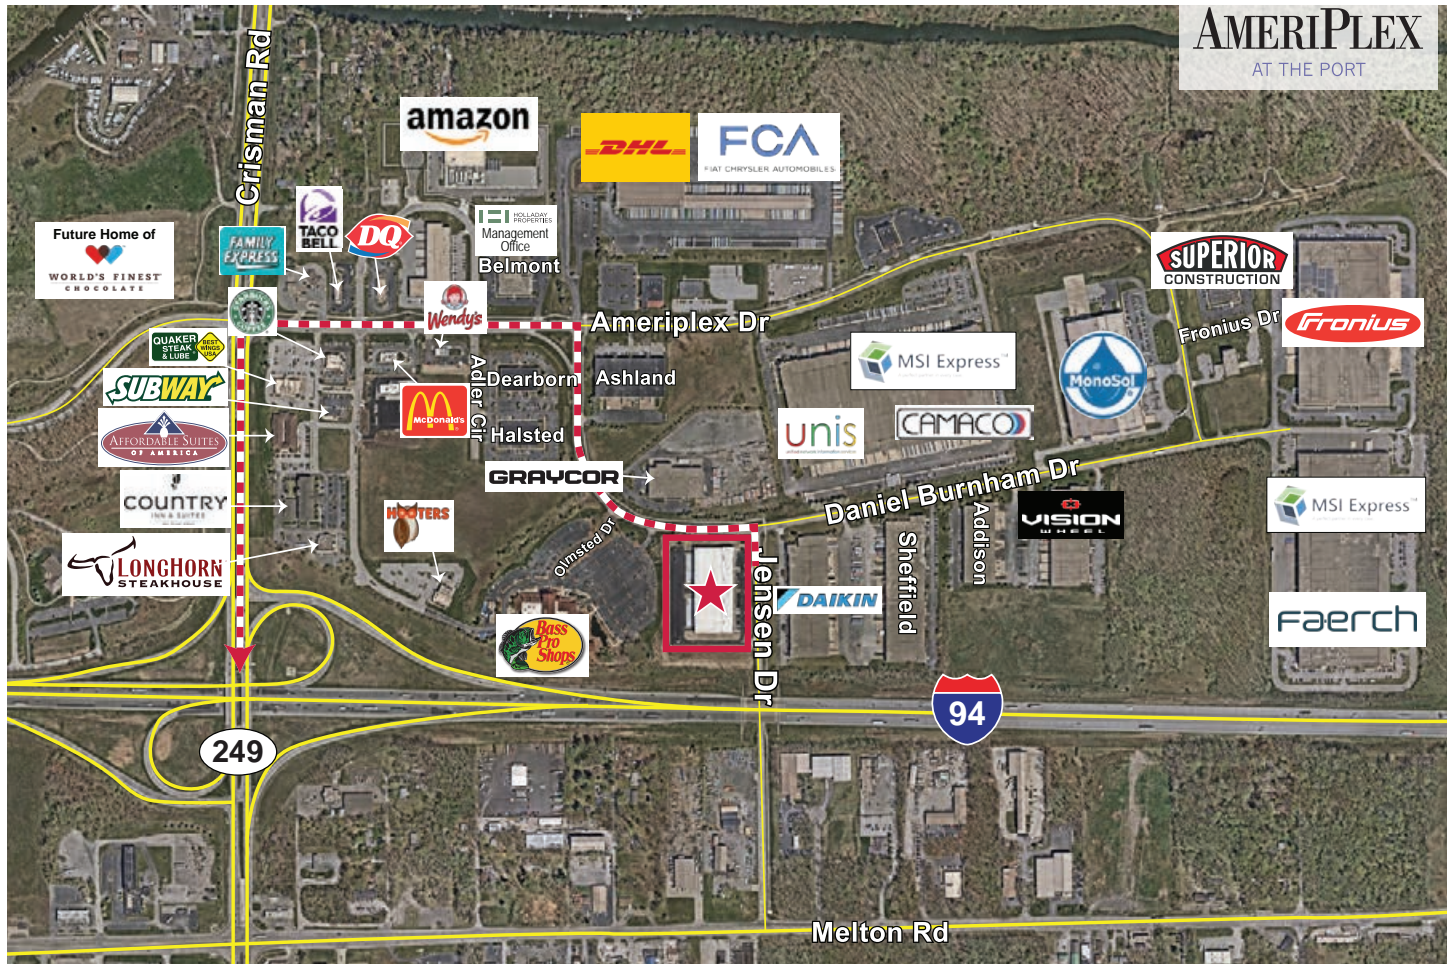 AMERIPLEX
AT THE PORT
Crisman Rd
amazon
DHL
FCA
FIAT CHRYSLER AUTOMOBILES
TACO
BELL
DQ
HOLLADAY
PROPERTIES
Management
Office
Belmont
Future Home of
WORLD'S FINEST
CHOCOLATE
FAMILY
EXPRESS
SUPERIOR
CONSTRUCTION
Wendy's
Ameriplex Dr
Fronius Dr
Fronius
QUAKER
STEAK
& LUBE
BEST
WINGS
USA
MSI Express
MonoSol
SUBWAY
Adler Cir
Dearborn
Ashland
McDonald's
AFFORDABLE SUITES
OF AMERICA
Halsted
unis
CAMACO
GRAYCOR
Daniel Burnham Dr
COUNTRY
INN & SUITES
HOOTERS
Olmsted Dr
VISION
WHEEL
MSI Express
Addison
Sheffield
LONGHORN
STEAKHOUSE
Jensen Dr
DAIKIN
Bass
Pro
Shops
faerch
94
249
Melton Rd